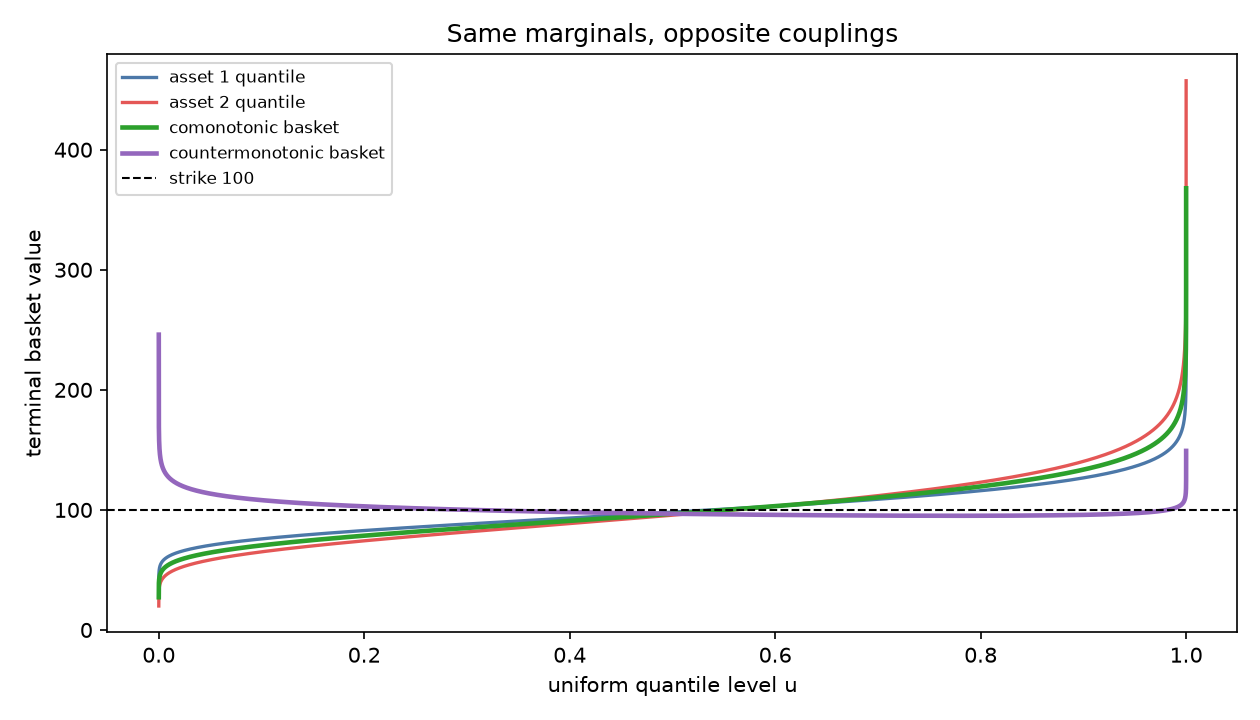 Same marginals, opposite couplings
asset 1 quantile
asset 2 quantile
comonotonic basket
countermonotonic basket
strike 100
terminal basket value
400
300
200
100
0
0.0
0.2
0.4
0.6
0.8
1.0
uniform quantile level u